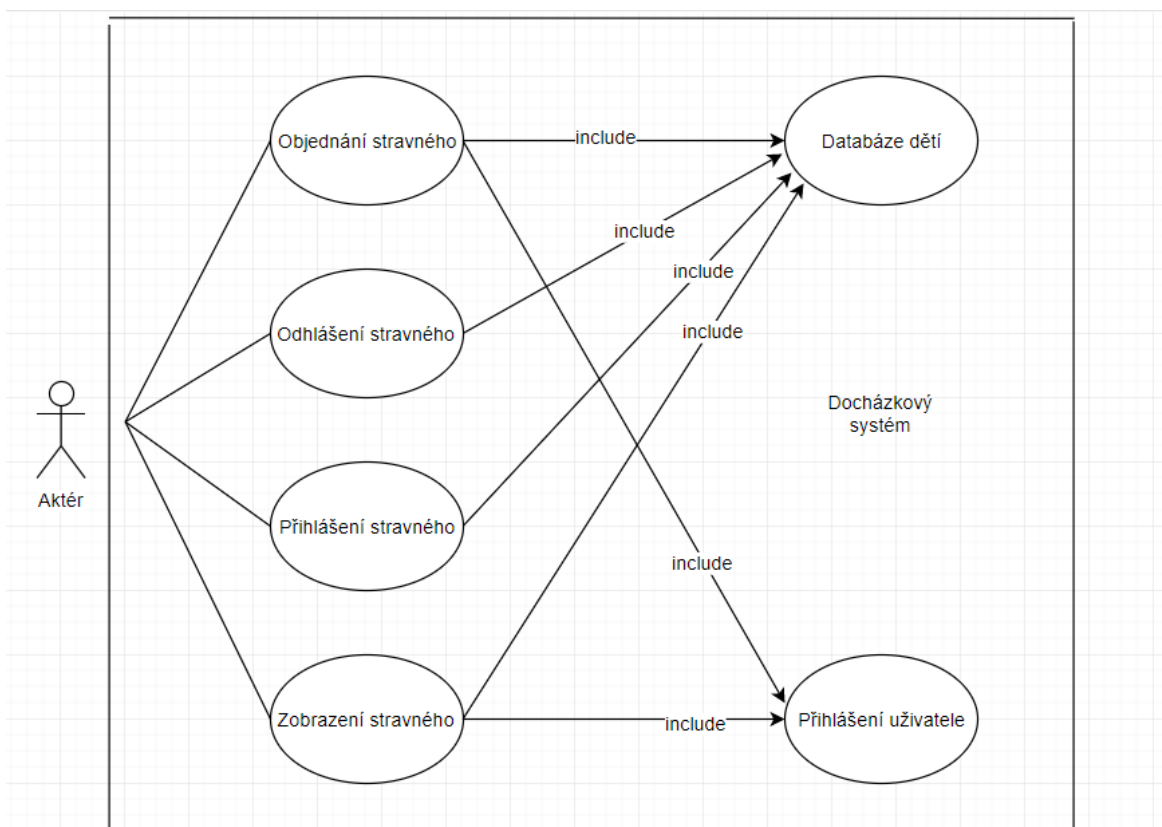 Objednání stravného
include
Databáze dětí
include
Odhlášení stravného
include
include
Docházkový
systém
Aktér
Přihlášení stravného
include
Zobrazení stravného
include
Přihlášení uživatele